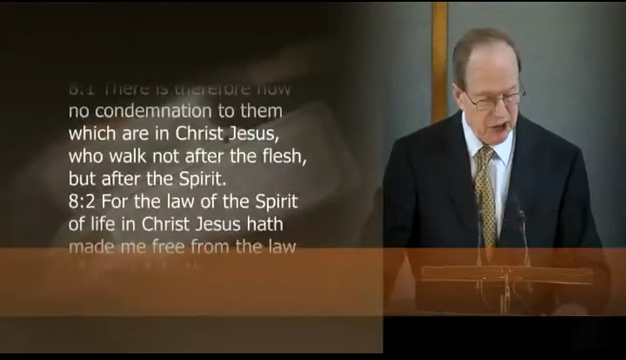 8:1 There is therefore now
no condemnation to them
which are in Christ Jesus,
who walk not after the flesh,
but after the Spirit.
8:2 For the law of the Spirit
of life in Christ Jesus hath
made me free from the law